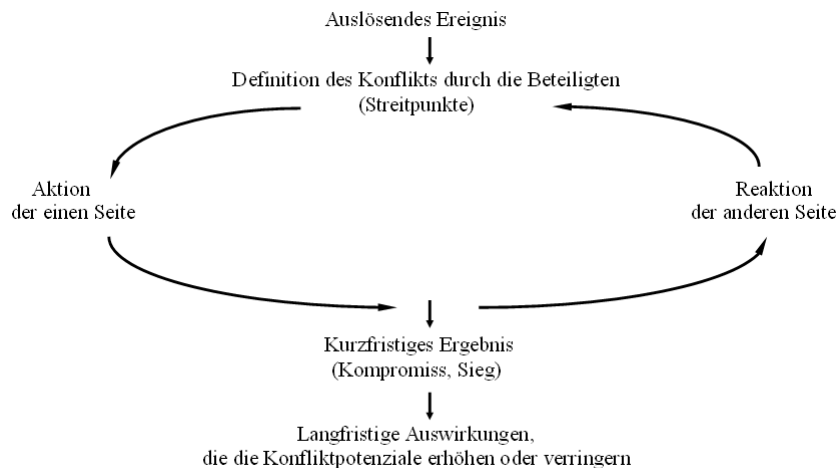 Auslösendes Ereignis
Definition des Konflikts durch die Beteiligten
(Streitpunkte)
Aktion
der einen Seite
Reaktion
der anderen Seite
Kurzfristiges Ergebnis
(Kompromiss, Sieg)
Langfristige Auswirkungen,
die die Konfliktpotenziale erhöhen oder verringern